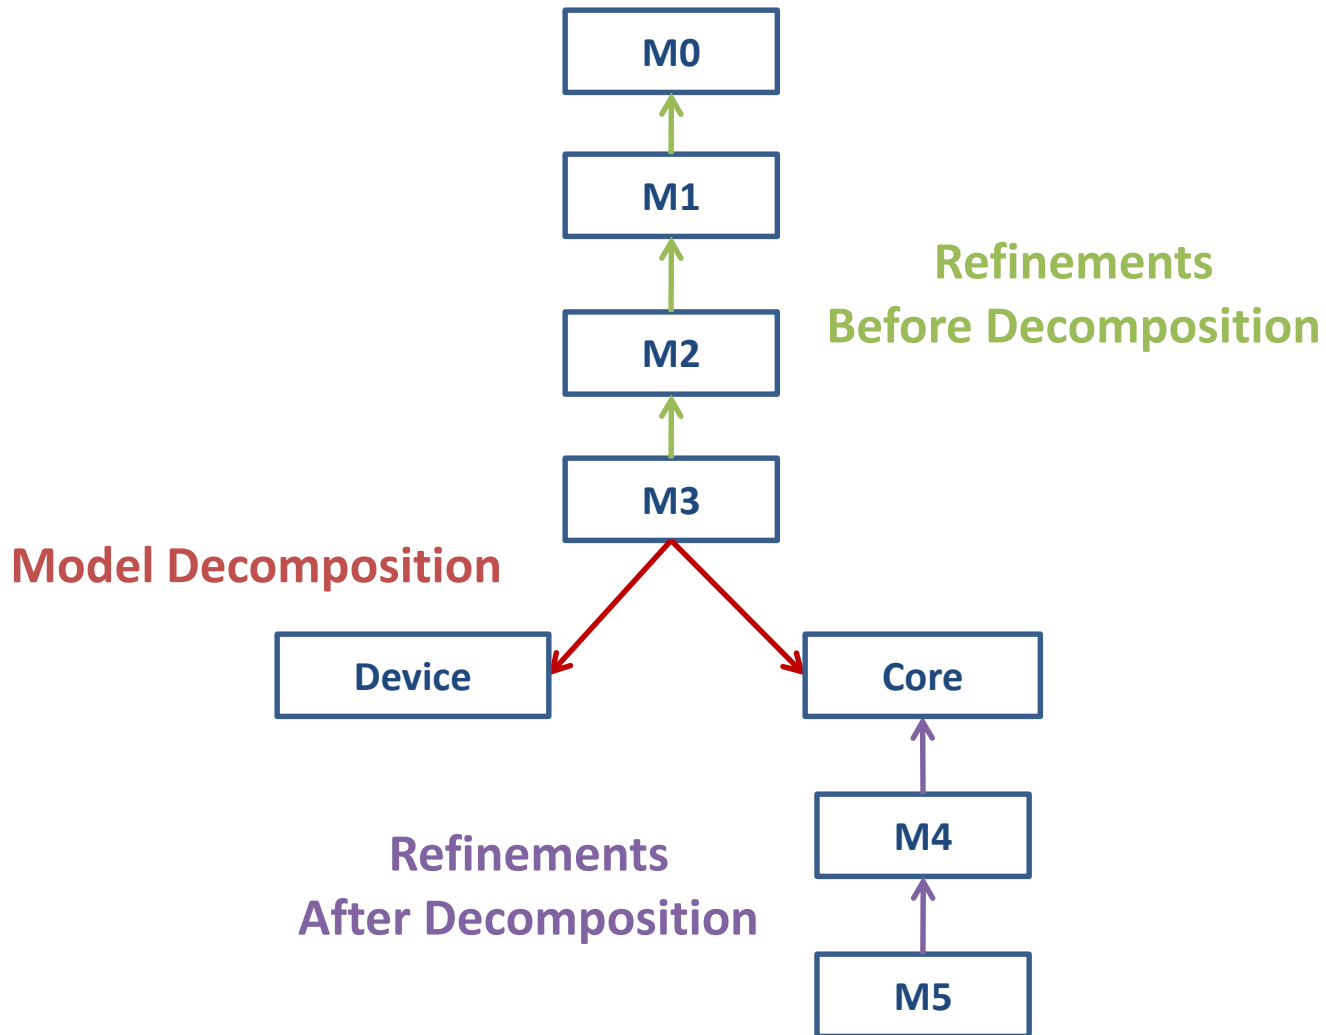 M0
M1
Refinements
Before Decomposition
M2
M3
Model Decomposition
Device
Core
M4
Refinements
After Decomposition
M5